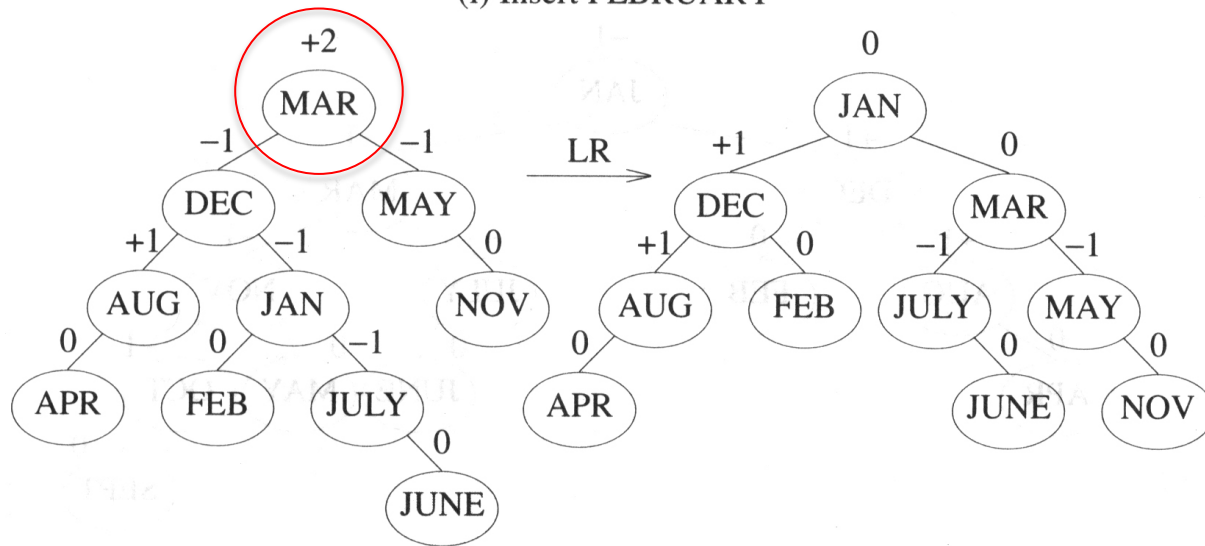 (i) Insert FEBRUARY
+2 0
MAR JAN
−1 −1 LR +1 0
DEC MAY DEC MAR
+1 −1 0 +1 0 −1 −1
AUG JAN NOV AUG FEB JULY MAY
0 0 −1 0 0 0
APR FEB JULY APR JUNE NOV
0
JUNE